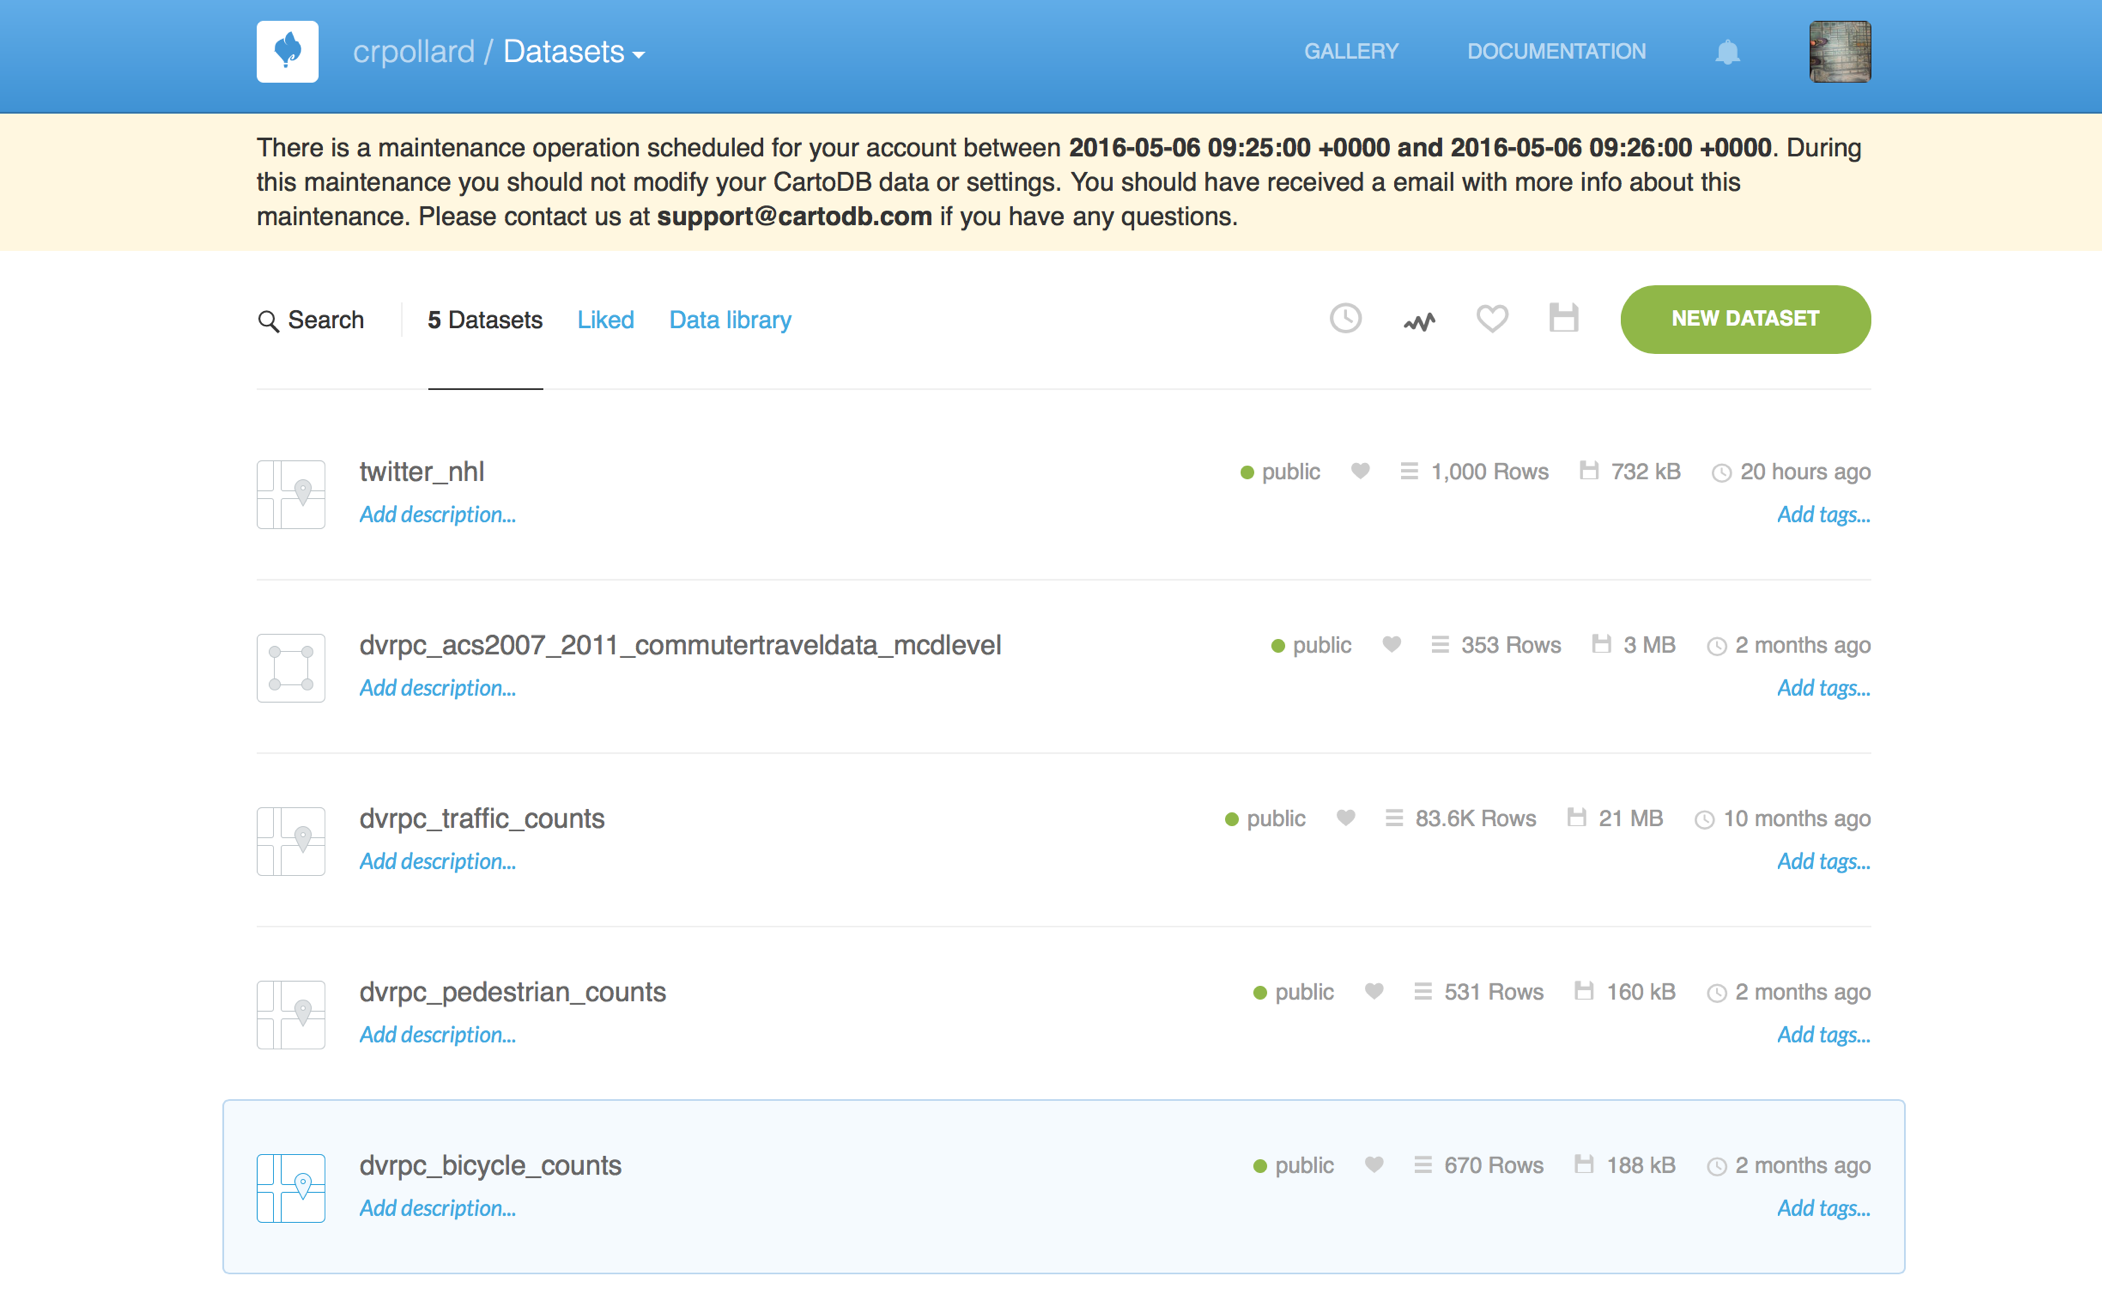 crpollard / Datasets
GALLERY
DOCUMENTATION
There is a maintenance operation scheduled for your account between 2016-05-06 09:25:00 +0000 and 2016-05-06 09:26:00 +0000. During
this maintenance you should not modify your CartoDB data or settings. You should have received a email with more info about this
maintenance. Please contact us at support@cartodb.com if you have any questions.
Search
5 Datasets
Liked
Data library
NEW DATASET
twitter_nhl
public
1,000 Rows
732 kB
20 hours ago
Add description...
Add tags...
dvrpc_acs2007_2011_commutertraveldata_mcdlevel
public
353 Rows
3 MB
2 months ago
Add description...
Add tags...
dvrpc_traffic_counts
public
83.6K Rows
21 MB
10 months ago
Add description...
Add tags...
dvrpc_pedestrian_counts
public
531 Rows
160 kB
2 months ago
Add description...
Add tags...
dvrpc_bicycle_counts
public
670 Rows
188 kB
2 months ago
Add description...
Add tags...